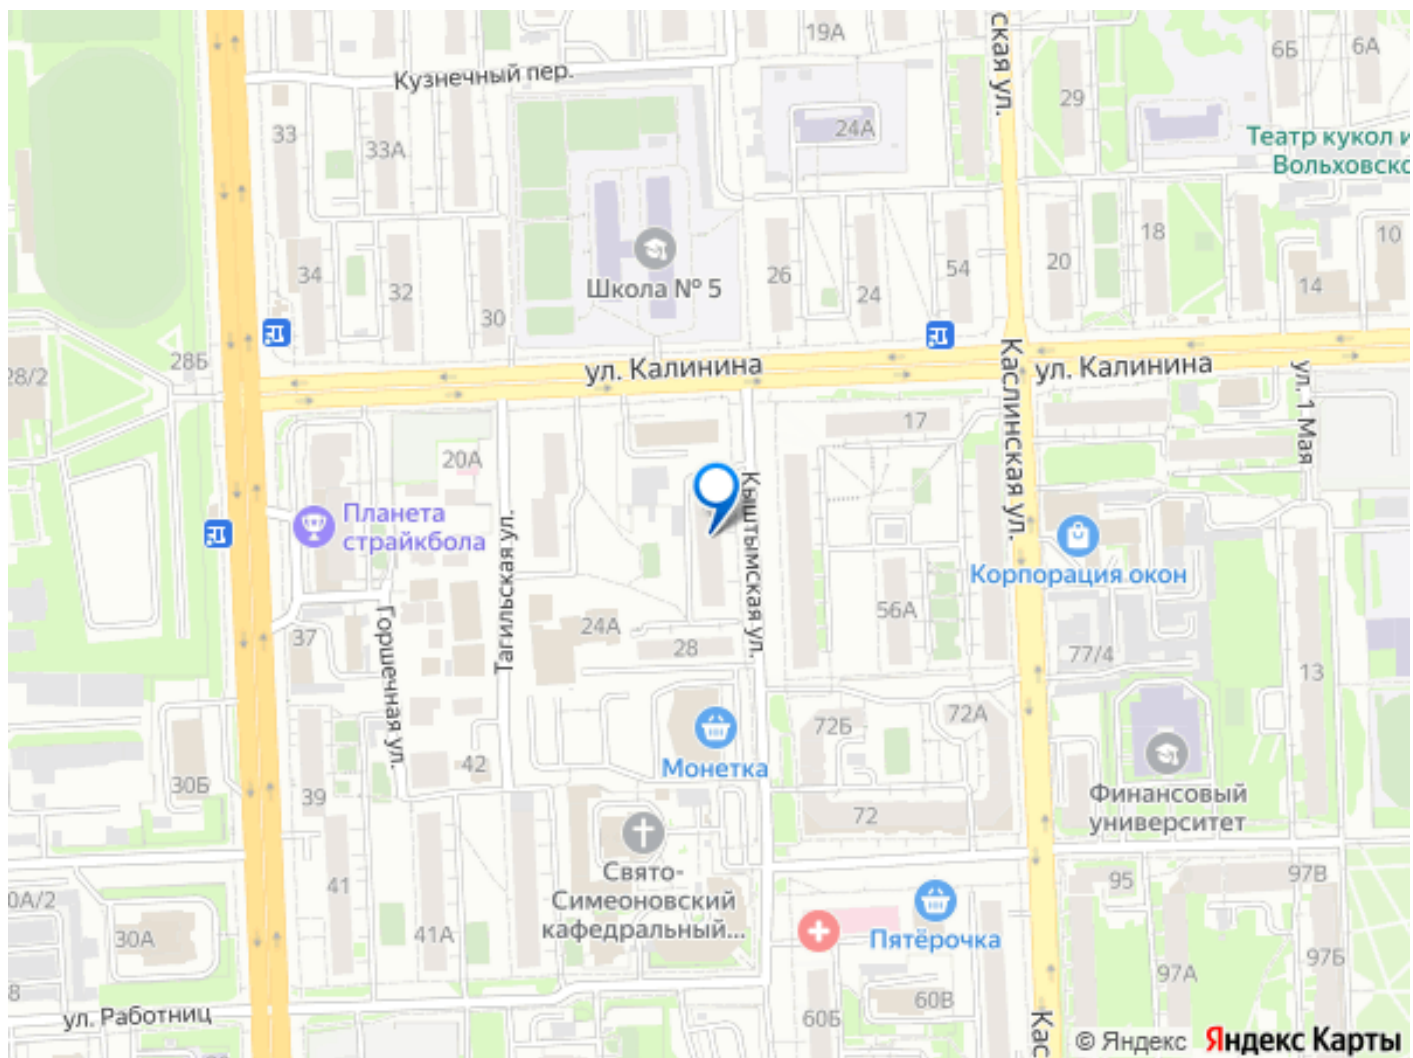 19А
ская ул.
6Б
6А
Кузнечный пер.
29
33
33А
24А
Театр кукол и
Вольховско
34
32
30
Школа № 5
26
24
54
20
18
10
14
28Б
28/2
ул. Калинина
Каслинская ул.
ул. Калинина
ул. 1 Мая
17
20А
Планета
страйкбола
Тагильская ул.
Кыштымская ул.
Корпорация окон
56А
24А
28
37
Горшечная ул.
77/4
13
72Б
72А
Монетка
42
30Б
39
72
Финансовый
университет
Свято-
Симеоновский
кафедральный...
41
41А
0А/2
30А
95
97В
Пятёрочка
97А
97Б
8
ул. Работниц
60Б
60В
Кас
© Яндекс Яндекс Карты